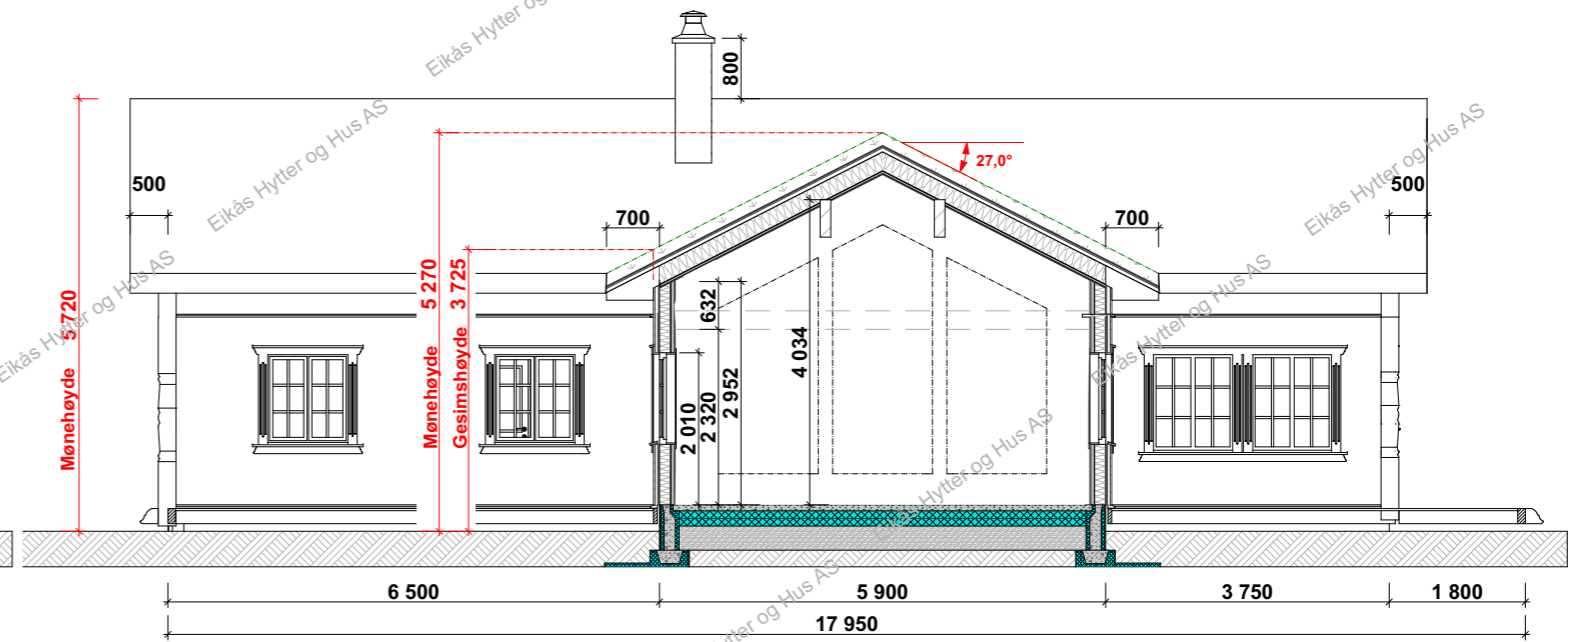 Eikås Hytter og
800
Eikås Hytter og Hus AS
Eikås Hytter og Hus AS
27,0°
500
500
700
700
Eikås Hytter og Hus AS
Eikås Hytter og Hus AS
Mønehøyde 5 720
Mønehøyde 5 270
Gesimshøyde 3 725
632
4 034
2 952
2 320
2 010
Eikås Hytter og Hus AS
Hytter og Hus AS
6 500
5 900
3 750
1 800
17 950